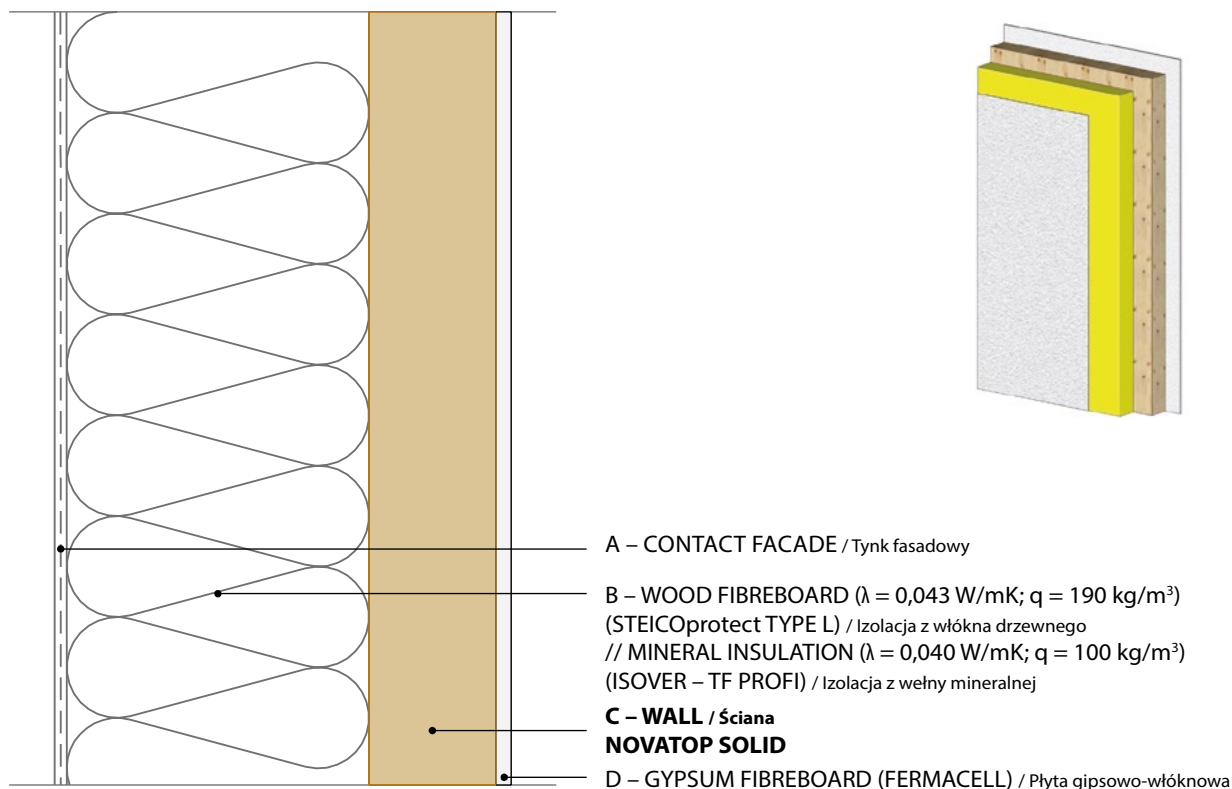 A – CONTACT FACADE / Tynk fasadowy
B – WOOD FIBREBOARD (λ = 0,043 W/mK; q = 190 kg/m³)
(STEICOprotect TYPE L) / Izolacja z włókna drzewnego
// MINERAL INSULATION (λ = 0,040 W/mK; q = 100 kg/m³)
(ISOVER – TF PROFI) / Izolacja z wełny mineralnej
C – WALL / Ściana
NOVATOP SOLID
D – GYPSUM FIBREBOARD (FERMACELL) / Płyta gipsowo-włóknowa